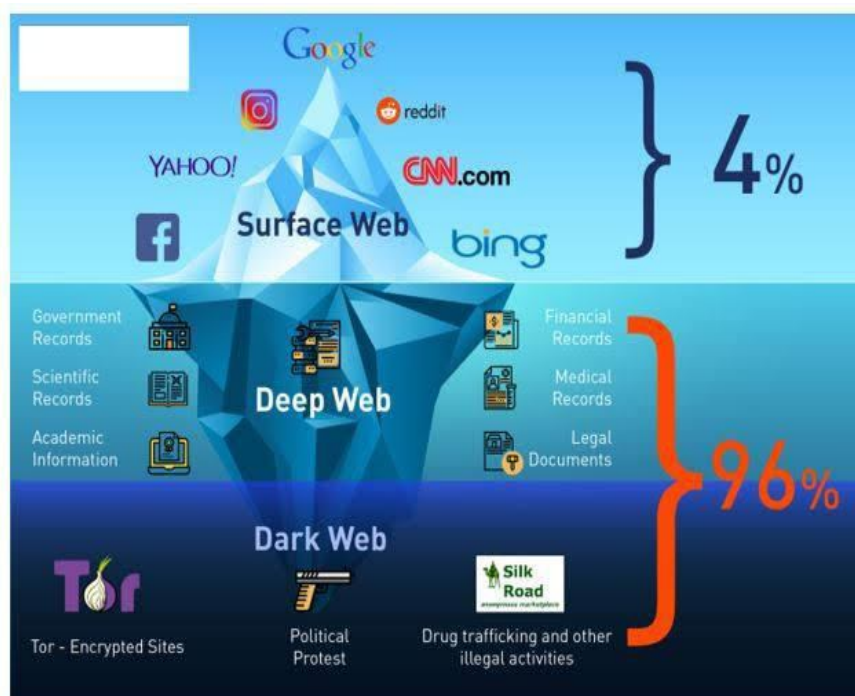 Google
reddit
YAHOO!
CNN.com
Surface Web
bing
4%
Government
Records
Financial
Records
Scientific
Records
Medical
Records
Deep Web
Academic
Information
Legal
Documents
96%
Dark Web
Tor
Silk
Road
anonymous marketplace
Tor - Encrypted Sites
Political
Protest
Drug trafficking and other
illegal activities